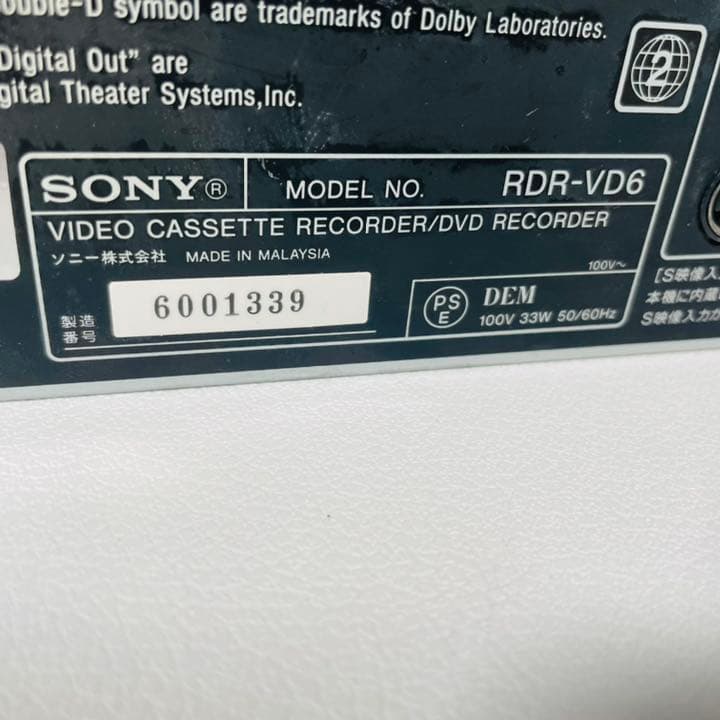 ouble-D symbol are trademarks of Dolby Laboratories.
Digital Out" are
gital Theater Systems,Inc.
2
SONY® MODEL NO. RDR-VD6
VIDEO CASSETTE RECORDER/DVD RECORDER
ソニー株式会社 MADE IN MALAYSIA
100V～
製造
番号
6001339
PSE
DEM
100V 33W 50/60Hz
[S映像入
本機に内蔵
S映像入力か